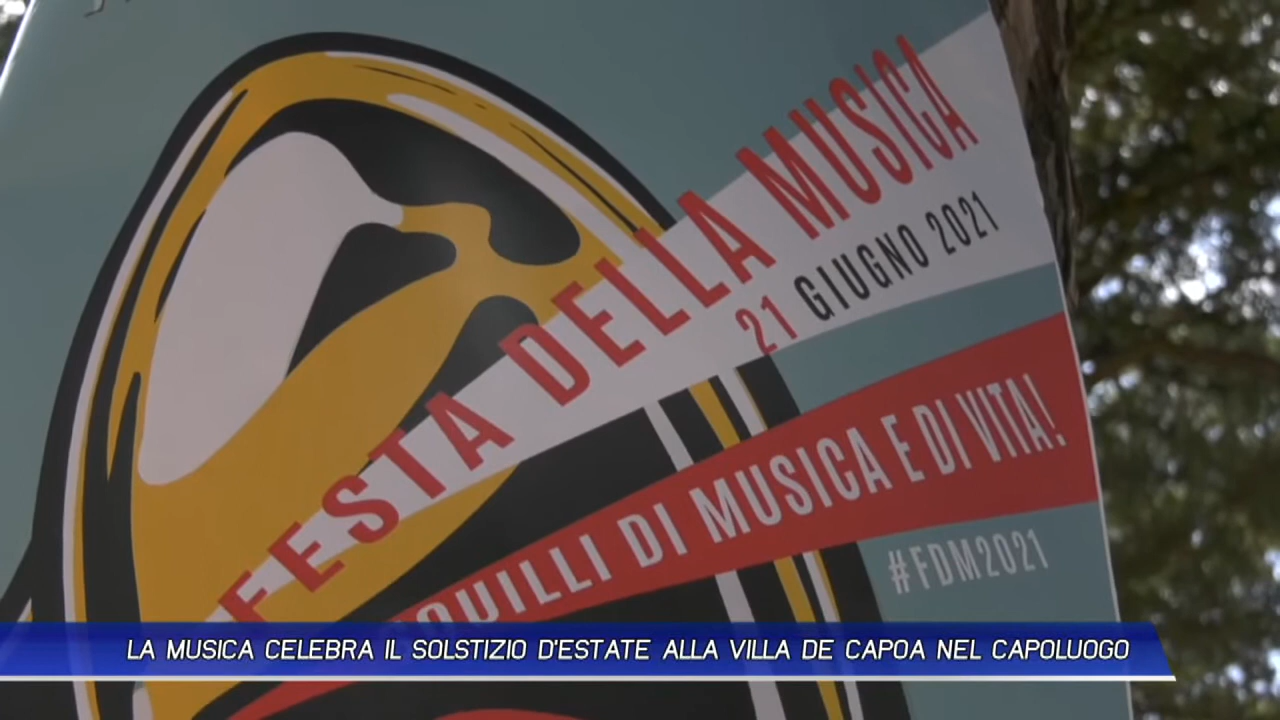 FESTA DELLA MUSICA
21 GIUGNO 2021
DI MUSICA E DI VITA!
#FDM2021
LA MUSICA CELEBRA IL SOLSTIZIO D'ESTATE ALLA VILLA DE CAPOA NEL CAPOLUOGO